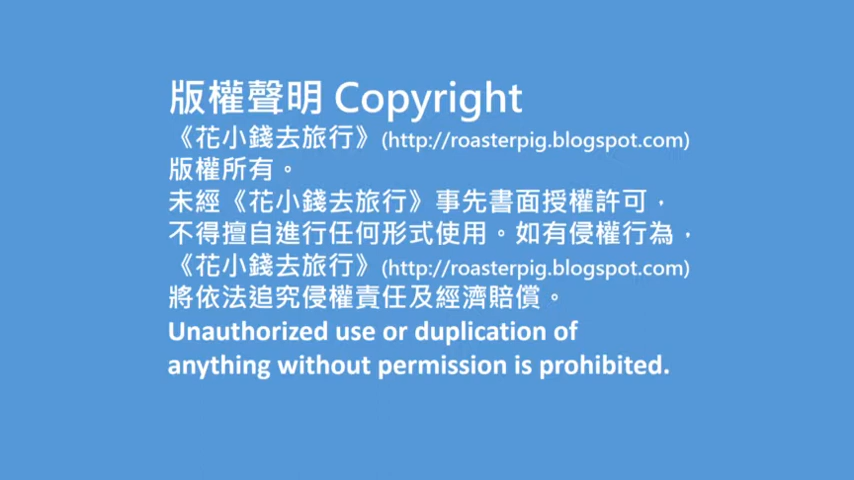 版權聲明 Copyright
《花小錢去旅行》(http://roasterpig.blogspot.com)
版權所有。
未經《花小錢去旅行》事先書面授權許可，
不得擅自進行任何形式使用。如有侵權行為，
《花小錢去旅行》(http://roasterpig.blogspot.com)
將依法追究侵權責任及經濟賠償。
Unauthorized use or duplication of
anything without permission is prohibited.